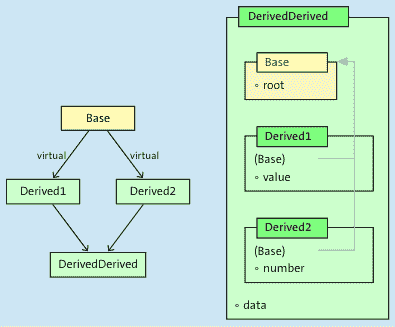 Base
virtual
virtual
Derived1
Derived2
DerivedDerived
DerivedDerived
Base
root
Derived1
(Base)
value
Derived2
(Base)
number
data